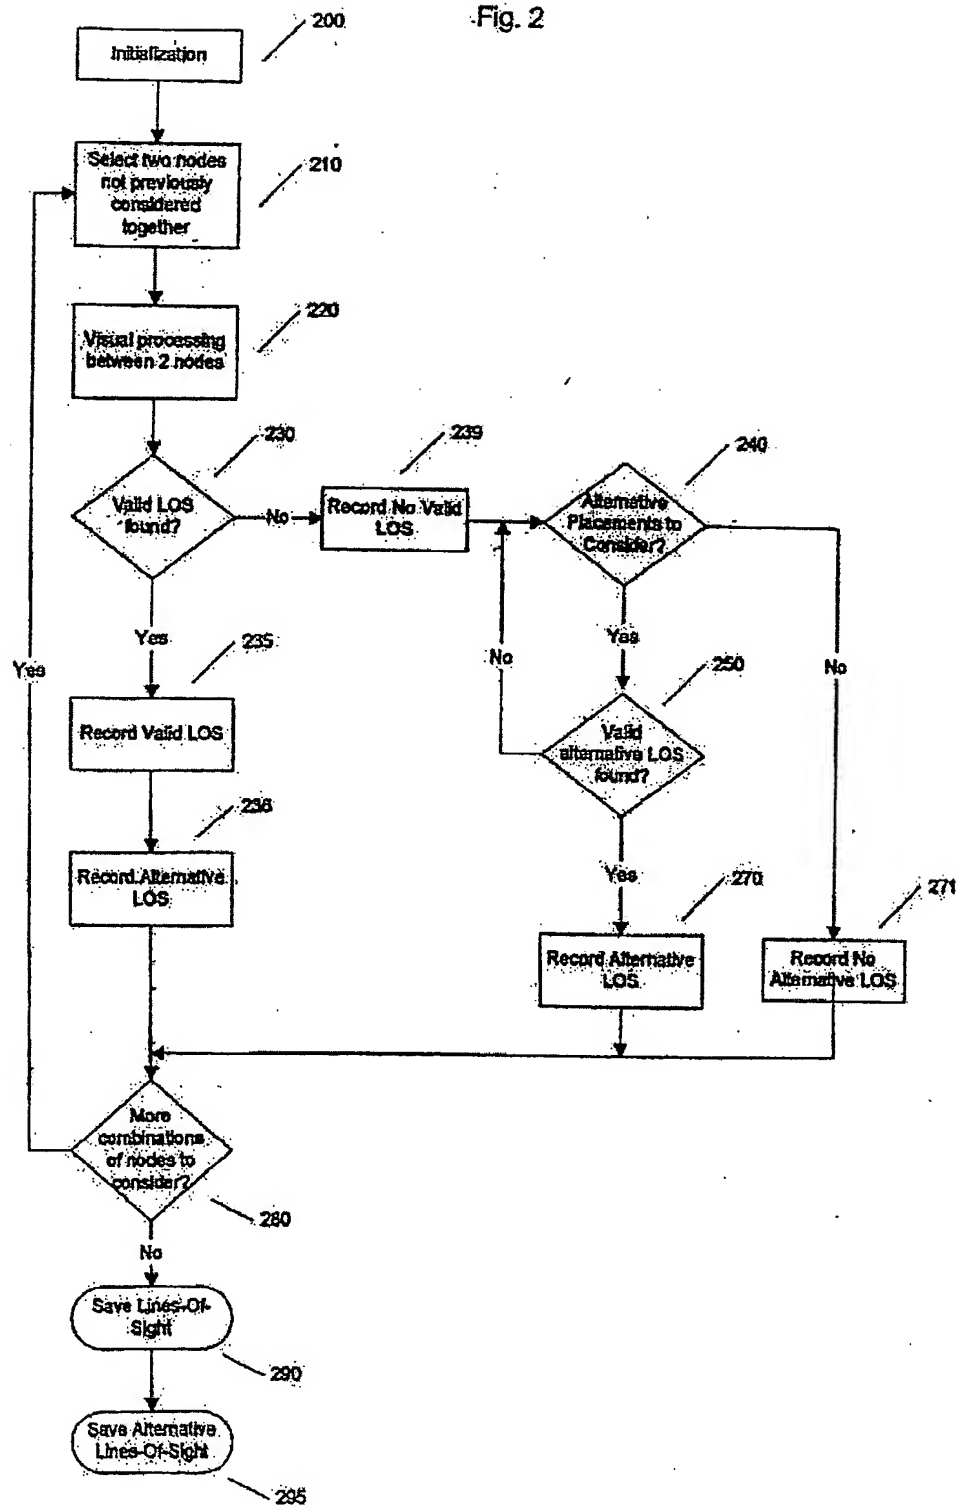 Fig. 2
200
Initialization
210
Select two nodes
not previously
considered
together
220
Visual processing
between 2 nodes
230
Valid LOS
found?
No
239
Record No Valid
LOS
240
Alternative
Placements to
Consider?
Yes
235
Record Valid LOS
Yes
No
Yes
No
250
Valid
alternative LOS
found?
236
Record Alternative
LOS
Yes
270
Record Alternative
LOS
271
Record No
Alternative LOS
More
combinations
of nodes to
consider?
280
No
Save Lines-Of-
Sight
290
Save Alternative
Lines-Of-Sight
295